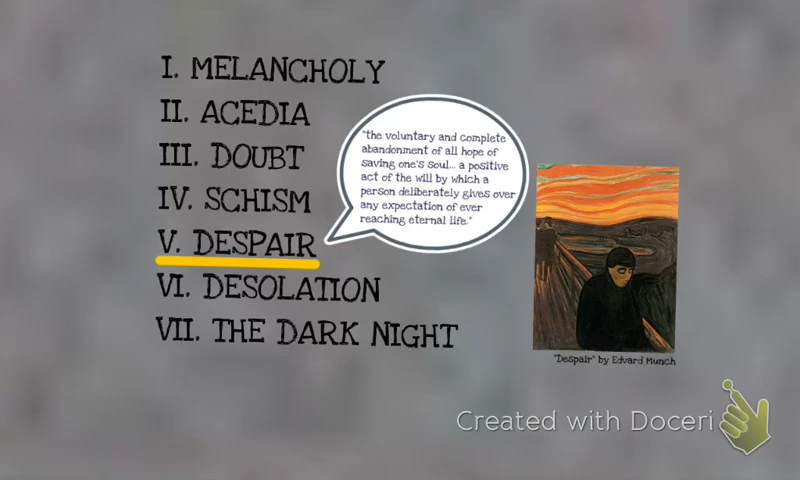 I. MELANCHOLY
II. ACEDIA
III. DOUBT
IV. SCHISM
V. DESPAIR
VI. DESOLATION
VII. THE DARK NIGHT
"the voluntary and complete
abandonment of all hope of
saving one's soul... a positive
act of the will by which a
person deliberately gives over
any expectation of ever
reaching eternal life."
"Despair" by Edvard Munch
Created with Doceri